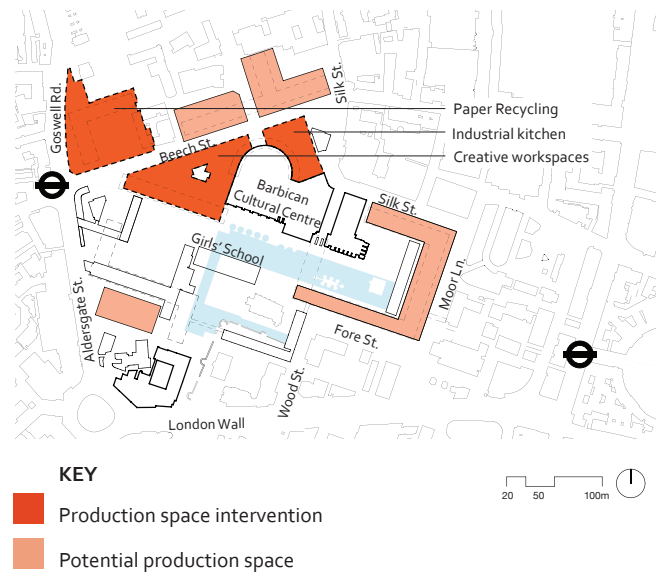 Goswell Rd.
Silk St.
Paper Recycling
Industrial kitchen
Creative workspaces
Beech St.
Barbican
Cultural Centre
Silk St.
Girls' School
Moor Ln.
Aldersgate St.
Fore St.
Wood St.
London Wall
KEY
20 50 100m
Production space intervention
Potential production space